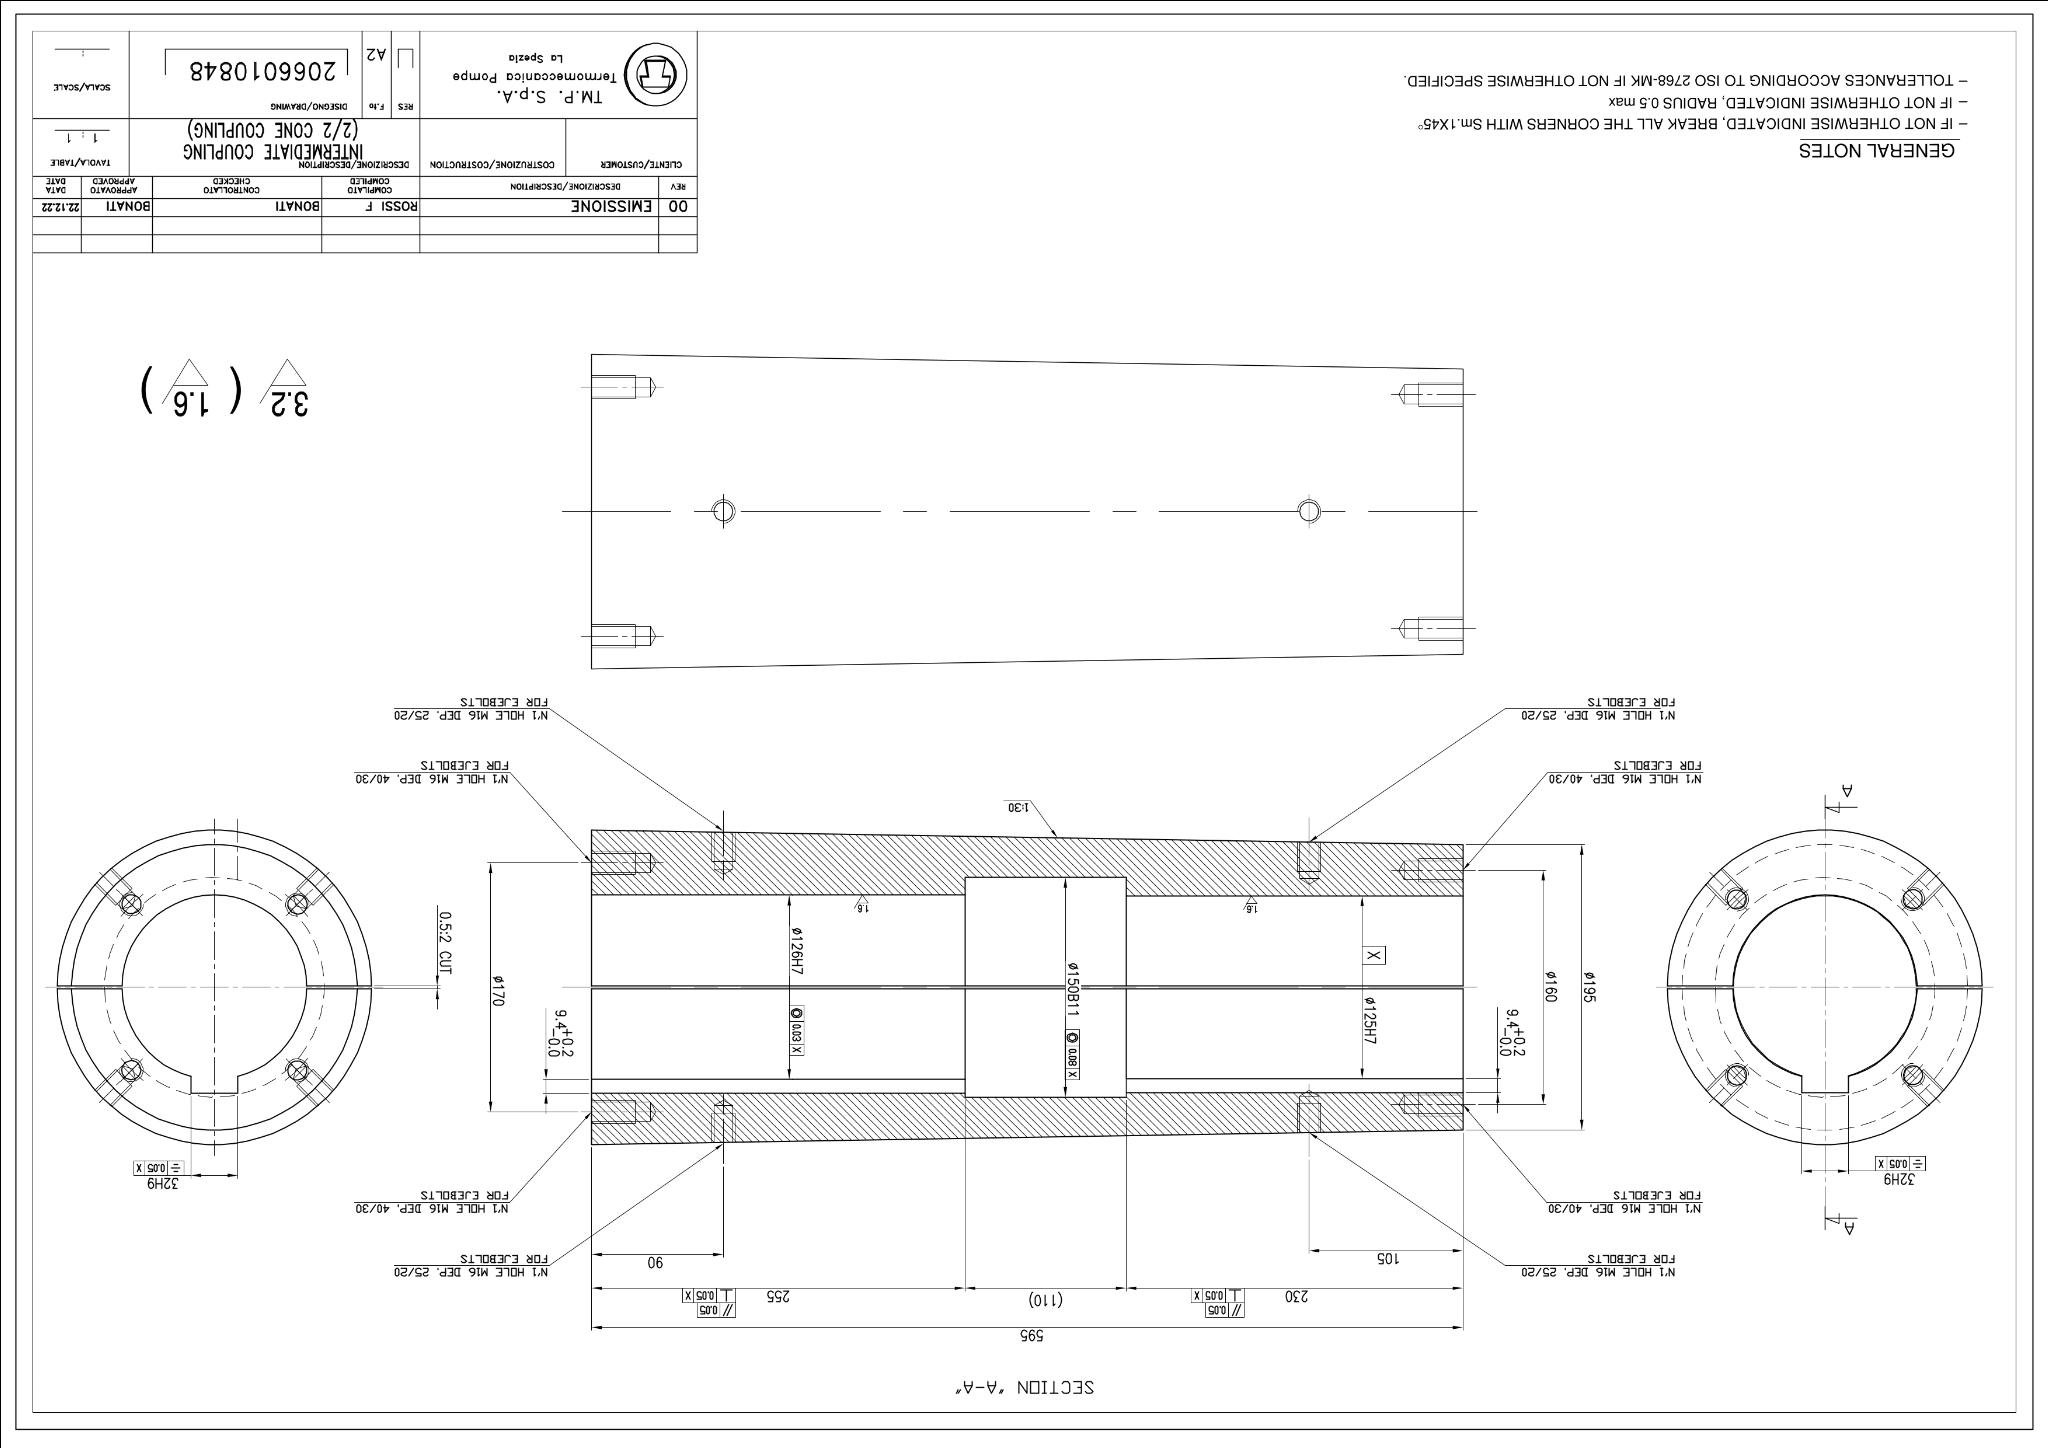 SECTION "A-A"
595
230
// 0.05
⊥ 0.05 X
(110)
255
// 0.05
⊥ 0.05 X
105
90
N'1 HOLE M16 DEP. 25/20
FOR EJEBOLTS
N'1 HOLE M16 DEP. 40/30
FOR EJEBOLTS
N'1 HOLE M16 DEP. 40/30
FOR EJEBOLTS
N'1 HOLE M16 DEP. 25/20
FOR EJEBOLTS
A
A
32H9
⌯ 0.05 X
32H9
⌯ 0.05 X
9.4 +0.2 -0.0
ø195
ø160
ø125H7
X
1.6
ø150B11
◎ 0.08 X
ø126H7
◎ 0.03 X
1.6
9.4 +0.2 -0.0
ø170
0.5:2 CUT
1:30
N'1 HOLE M16 DEP. 40/30
FOR EJEBOLTS
N'1 HOLE M16 DEP. 25/20
FOR EJEBOLTS
N'1 HOLE M16 DEP. 40/30
FOR EJEBOLTS
N'1 HOLE M16 DEP. 25/20
FOR EJEBOLTS
3.2 ( 1.6 )
GENERAL NOTES
– IF NOT OTHERWISE INDICATED, BREAK ALL THE CORNERS WITH Sm.1X45°
– IF NOT OTHERWISE INDICATED, RADIUS 0.5 max
– TOLLERANCES ACCORDING TO ISO 2768-MK IF NOT OTHERWISE SPECIFIED.
00 EMISSIONE ROSSI F BONATI BONATI 22.12.22
REV DESCRIZIONE/DESCRIPTION COMPILATO COMPILED CONTROLLATO CHECKED APPROVATO APPROVED DATA DATE
CLIENTE/CUSTOMER COSTRUZIONE/COSTRUCTION DESCRIZIONE/DESCRIPTION TAVOLA/TABLE
INTERMEDIATE COUPLING
(2/2 CONE COUPLING)
1 : 1
TM.P. S.p.A.
Termomeccanica Pompe
La Spezia
RES F.to DISEGNO/DRAWING SCALA/SCALE
A2
2066010848
: